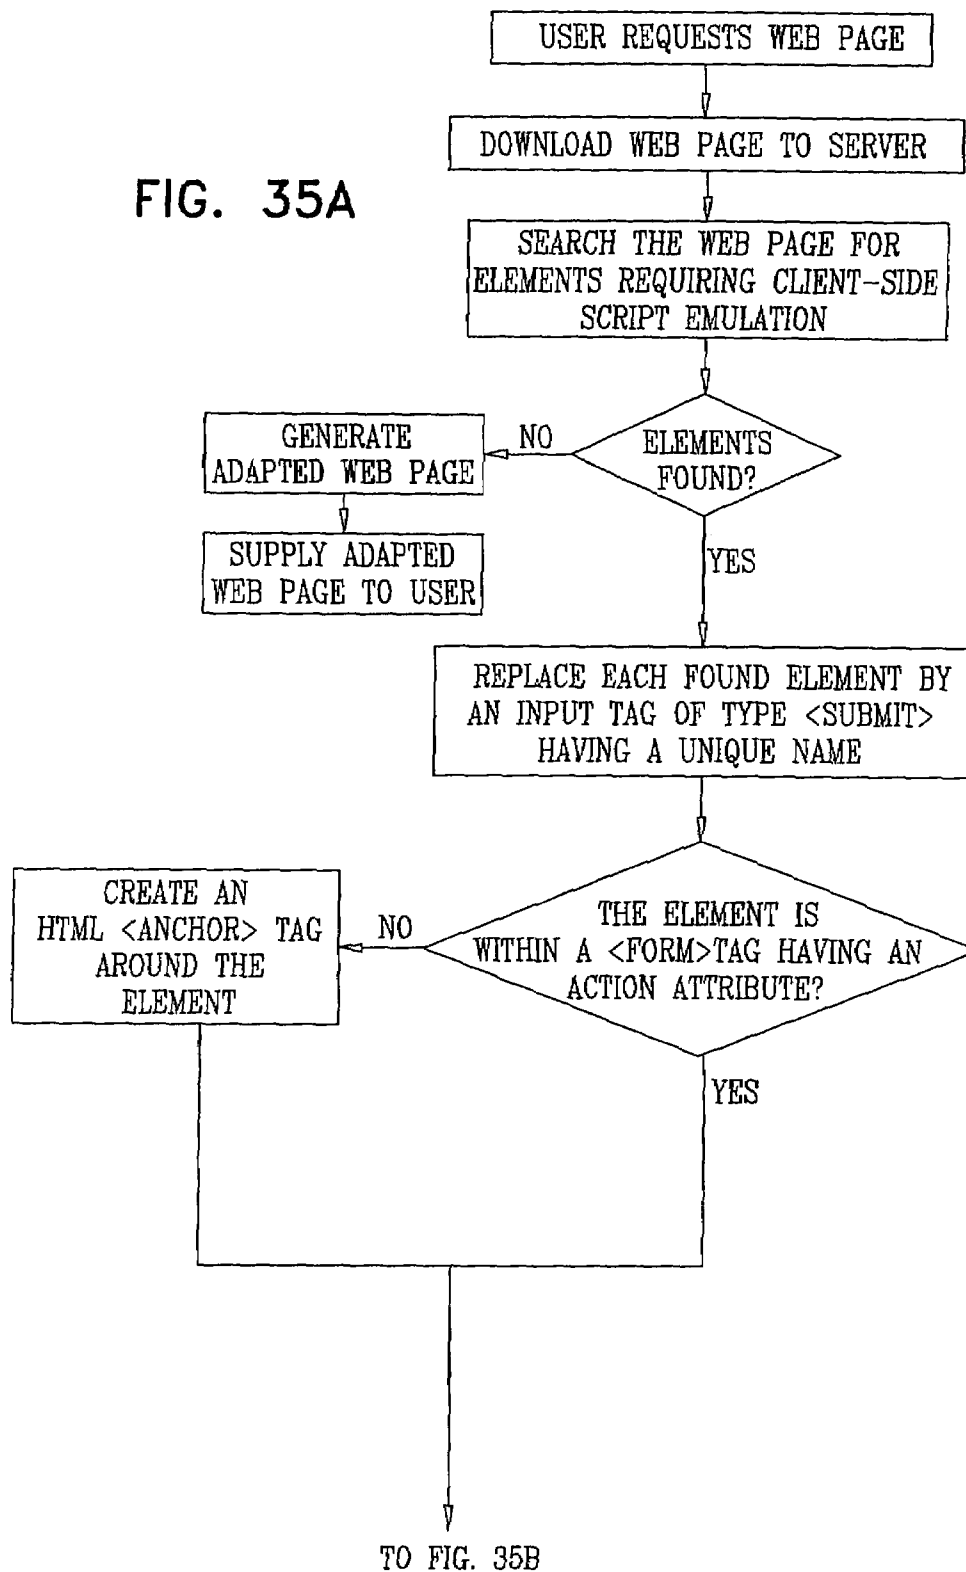 USER REQUESTS WEB PAGE
DOWNLOAD WEB PAGE TO SERVER
FIG. 35A
SEARCH THE WEB PAGE FOR
ELEMENTS REQUIRING CLIENT-SIDE
SCRIPT EMULATION
ELEMENTS
FOUND?
NO
GENERATE
ADAPTED WEB PAGE
SUPPLY ADAPTED
WEB PAGE TO USER
YES
REPLACE EACH FOUND ELEMENT BY
AN INPUT TAG OF TYPE <SUBMIT>
HAVING A UNIQUE NAME
THE ELEMENT IS
WITHIN A <FORM>TAG HAVING AN
ACTION ATTRIBUTE?
NO
CREATE AN
HTML <ANCHOR> TAG
AROUND THE
ELEMENT
YES
TO FIG. 35B